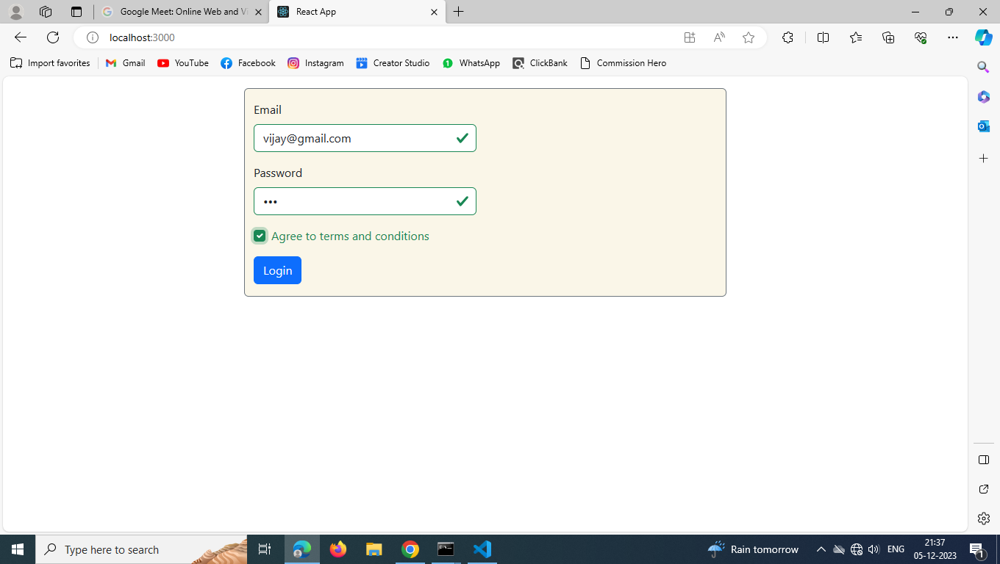 Google Meet: Online Web and Vi
React App
localhost:3000
Import favorites
Gmail
YouTube
Facebook
Instagram
Creator Studio
1
WhatsApp
ClickBank
Commission Hero
Email
vijay@gmail.com
Password
•••
Agree to terms and conditions
Login
Type here to search
Rain tomorrow
ENG
21:37
05-12-2023
1